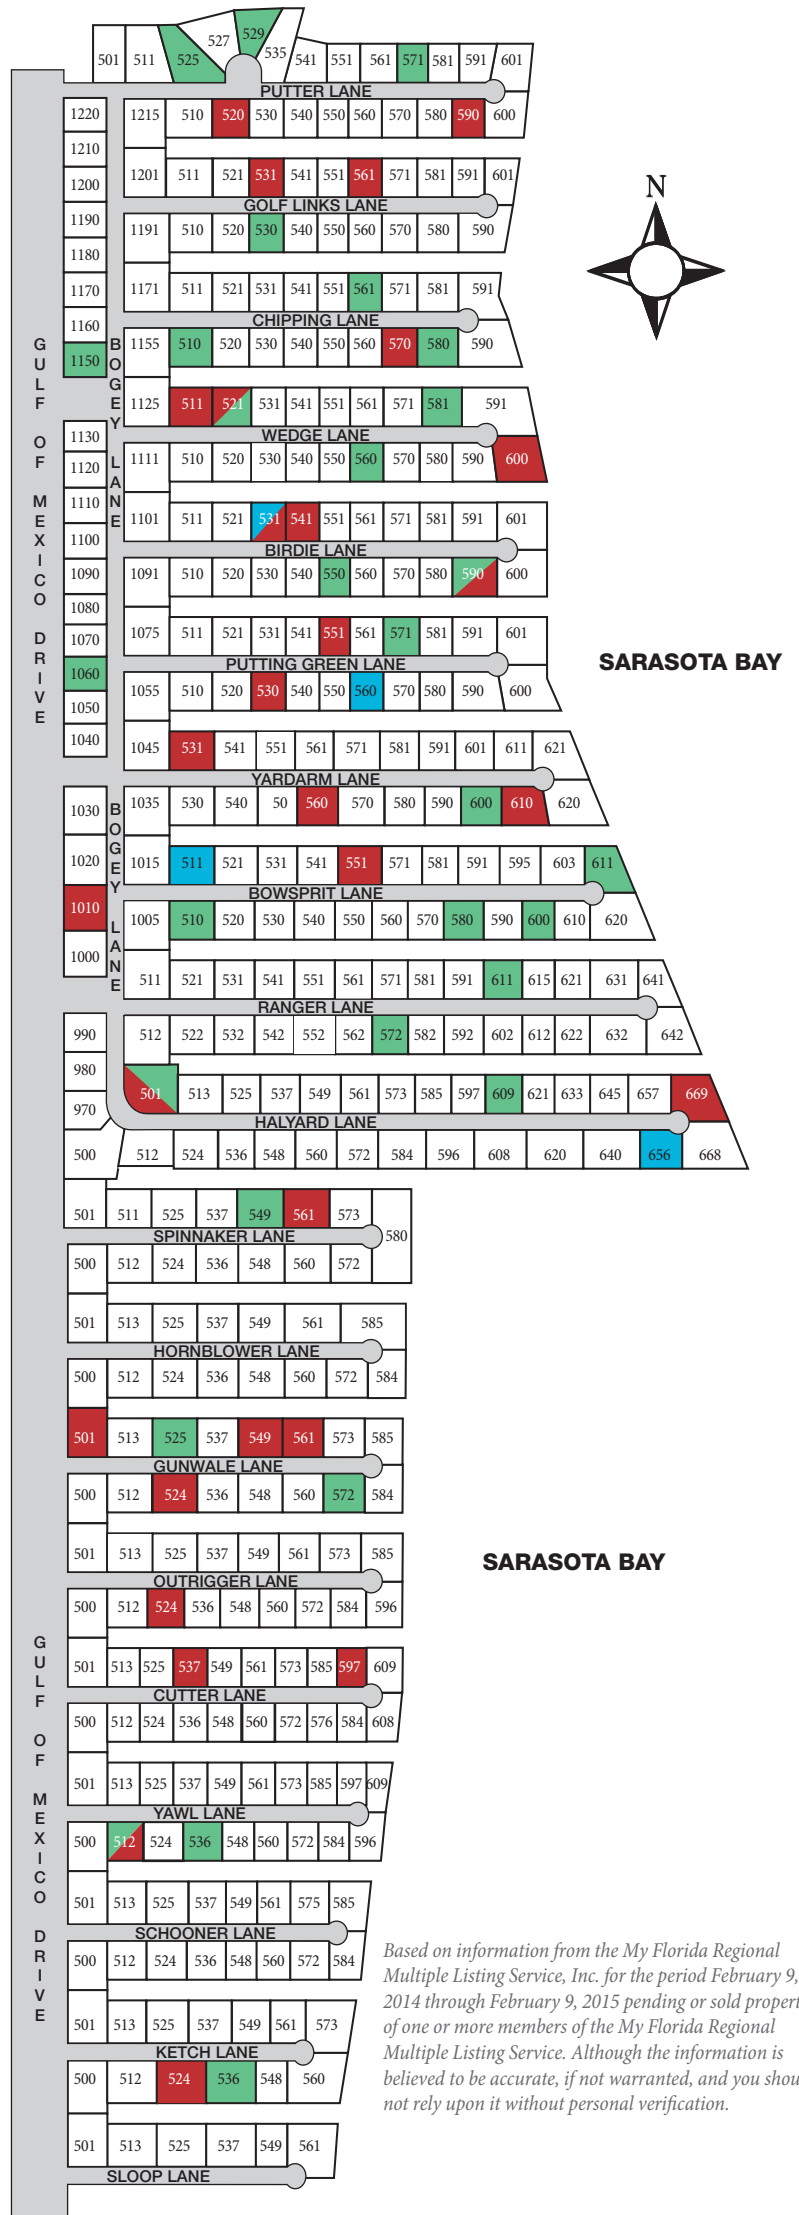 501 511 525 527 529 535 541 551 561 571 581 591 601
PUTTER LANE
1220 1215 510 520 530 540 550 560 570 580 590 600
1210
1200 1201 511 521 531 541 551 561 571 581 591 601
GOLF LINKS LANE
1190 1191 510 520 530 540 550 560 570 580 590
1180
1170 1171 511 521 531 541 551 561 571 581 591
CHIPPING LANE
1160
1150 1155 510 520 530 540 550 560 570 580 590
1125 511 521 531 541 551 561 571 581 591
WEDGE LANE
1130
1120 1111 510 520 530 540 550 560 570 580 590 600
1110
1100 1101 511 521 531 541 551 561 571 581 591 601
BIRDIE LANE
1090 1091 510 520 530 540 550 560 570 580 590 600
1080
1070 1075 511 521 531 541 551 561 571 581 591 601
PUTTING GREEN LANE
1060
1050 1055 510 520 530 540 550 560 570 580 590 600
1040 1045 531 541 551 561 571 581 591 601 611 621
YARDARM LANE
1030 1035 530 540 50 560 570 580 590 600 610 620
1020 1015 511 521 531 541 551 571 581 591 595 603 611
BOWSPRIT LANE
1010 1005 510 520 530 540 550 560 570 580 590 600 610 620
1000 511 521 531 541 551 561 571 581 591 611 615 621 631 641
RANGER LANE
990 512 522 532 542 552 562 572 582 592 602 612 622 632 642
980
970 501 513 525 537 549 561 573 585 597 609 621 633 645 657 669
HALYARD LANE
500 512 524 536 548 560 572 584 596 608 620 640 656 668
501 511 525 537 549 561 573 580
SPINNAKER LANE
500 512 524 536 548 560 572
501 513 525 537 549 561 585
HORNBLOWER LANE
500 512 524 536 548 560 572 584
501 513 525 537 549 561 573 585
GUNWALE LANE
500 512 524 536 548 560 572 584
501 513 525 537 549 561 573 585
OUTRIGGER LANE
500 512 524 536 548 560 572 584 596
501 513 525 537 549 561 573 585 597 609
CUTTER LANE
500 512 524 536 548 560 572 576 584 608
501 513 525 537 549 561 573 585 597 609
YAWL LANE
500 512 524 536 548 560 572 584 596
501 513 525 537 549 561 575 585
SCHOONER LANE
500 512 524 536 548 560 572 584
501 513 525 537 549 561 573
KETCH LANE
500 512 524 536 548 560
501 513 525 537 549 561
SLOOP LANE
GULF OF MEXICO DRIVE
BOGEY LANE
BOGEY LANE
GULF OF MEXICO DRIVE
N
SARASOTA BAY
SARASOTA BAY
Based on information from the My Florida Regional
Multiple Listing Service, Inc. for the period February 9,
2014 through February 9, 2015 pending or sold propert
of one or more members of the My Florida Regional
Multiple Listing Service. Although the information is
believed to be accurate, if not warranted, and you shou
not rely upon it without personal verification.